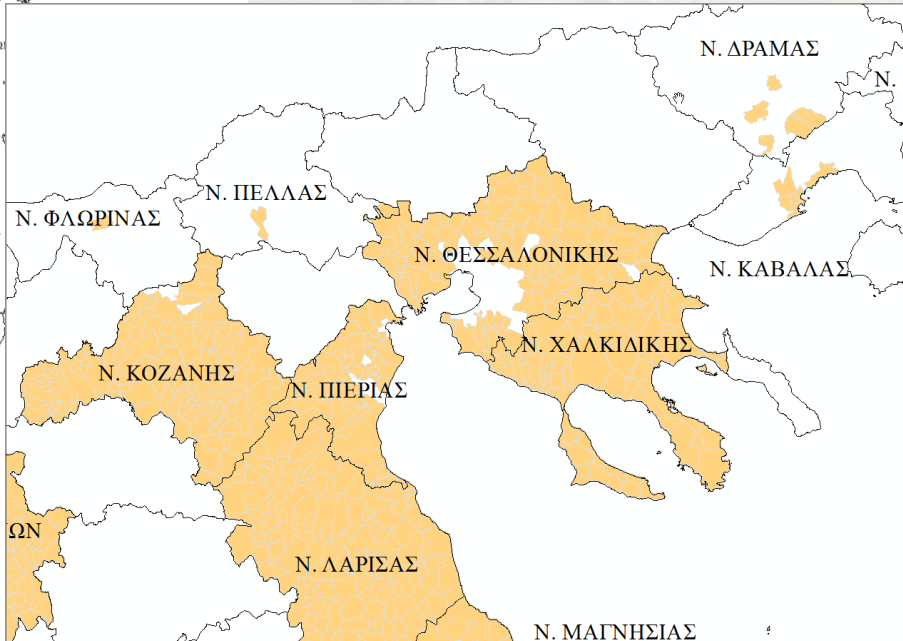 Ν. ΔΡΑΜΑΣ
Ν.
Ν. ΠΕΛΛΑΣ
Ν. ΦΛΩΡΙΝΑΣ
Ν. ΘΕΣΣΑΛΟΝΙΚΗΣ
Ν. ΚΑΒΑΛΑΣ
Ν. ΧΑΛΚΙΔΙΚΗΣ
Ν. ΚΟΖΑΝΗΣ
Ν. ΠΙΕΡΙΑΣ
ΩΝ
Ν. ΛΑΡΙΣΑΣ
Ν. ΜΑΓΝΗΣΙΑΣ